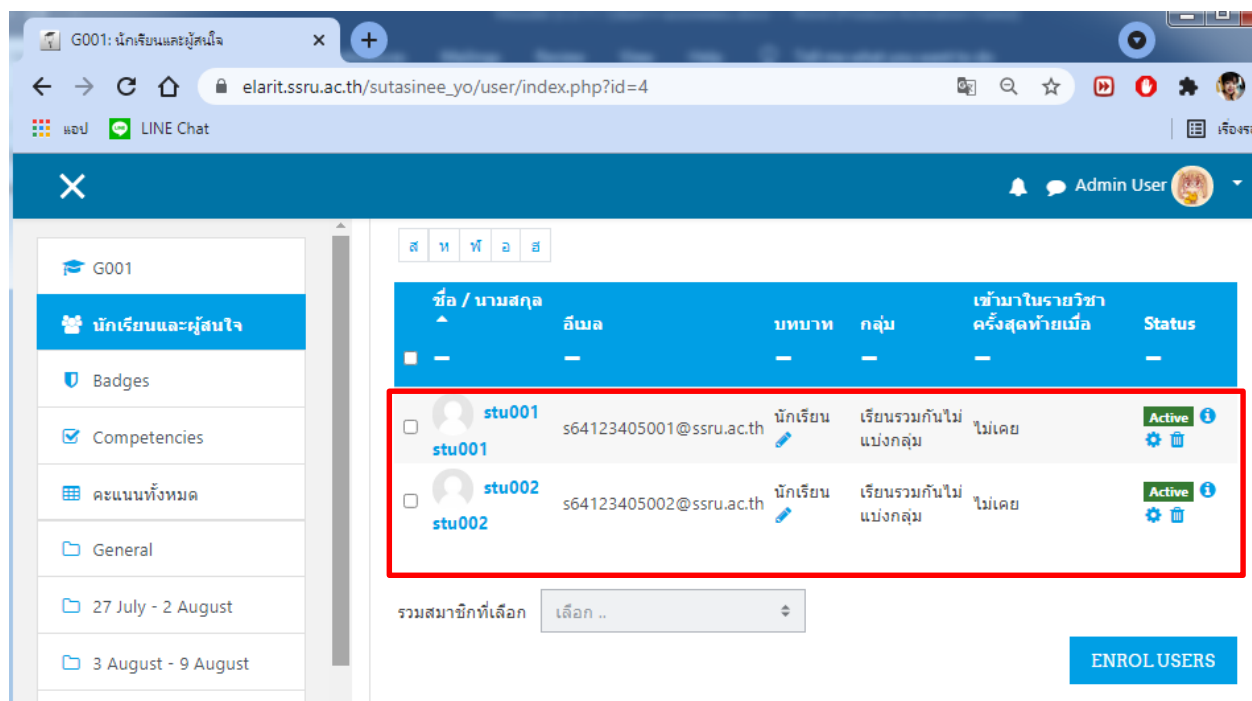 G001: นักเรียนและผู้สนใจ
elarit.ssru.ac.th/sutasinee_yo/user/index.php?id=4
แอป LINE Chat
Admin User
ส ห ฬ อ ฮ
G001
นักเรียนและผู้สนใจ
Badges
Competencies
คะแนนทั้งหมด
General
27 July - 2 August
3 August - 9 August
ชื่อ / นามสกุล อีเมล บทบาท กลุ่ม เข้ามาในรายวิชา
ครั้งสุดท้ายเมื่อ Status
stu001
stu001 s64123405001@ssru.ac.th นักเรียน เรียนรวมกันไม่
แบ่งกลุ่ม ไม่เคย Active
stu002
stu002 s64123405002@ssru.ac.th นักเรียน เรียนรวมกันไม่
แบ่งกลุ่ม ไม่เคย Active
รวมสมาชิกที่เลือก เลือก ..
ENROL USERS